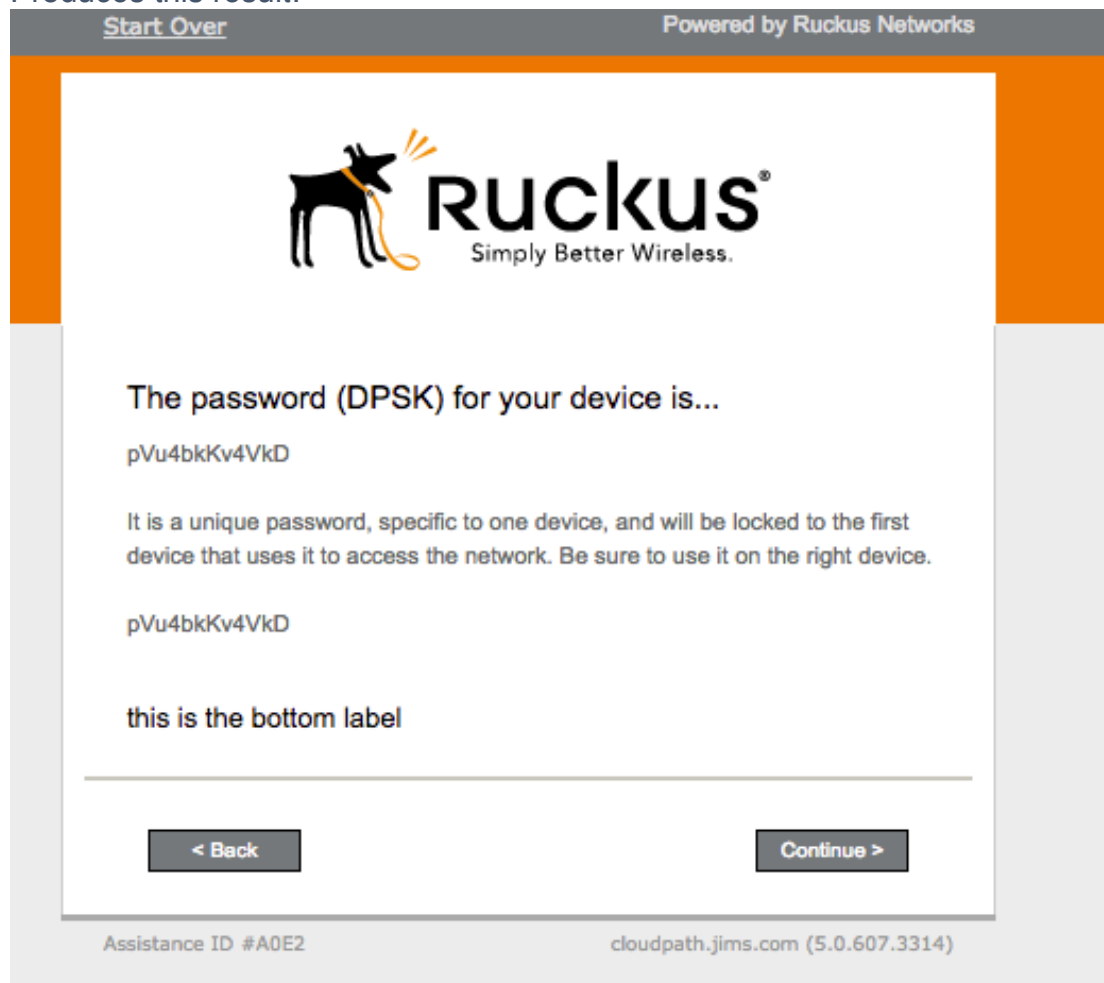 Produces this result:
Start Over
Powered by Ruckus Networks
Ruckus®
Simply Better Wireless.
The password (DPSK) for your device is...
pVu4bkKv4VkD
It is a unique password, specific to one device, and will be locked to the first
device that uses it to access the network. Be sure to use it on the right device.
pVu4bkKv4VkD
this is the bottom label
< Back
Continue >
Assistance ID #A0E2
cloudpath.jims.com (5.0.607.3314)